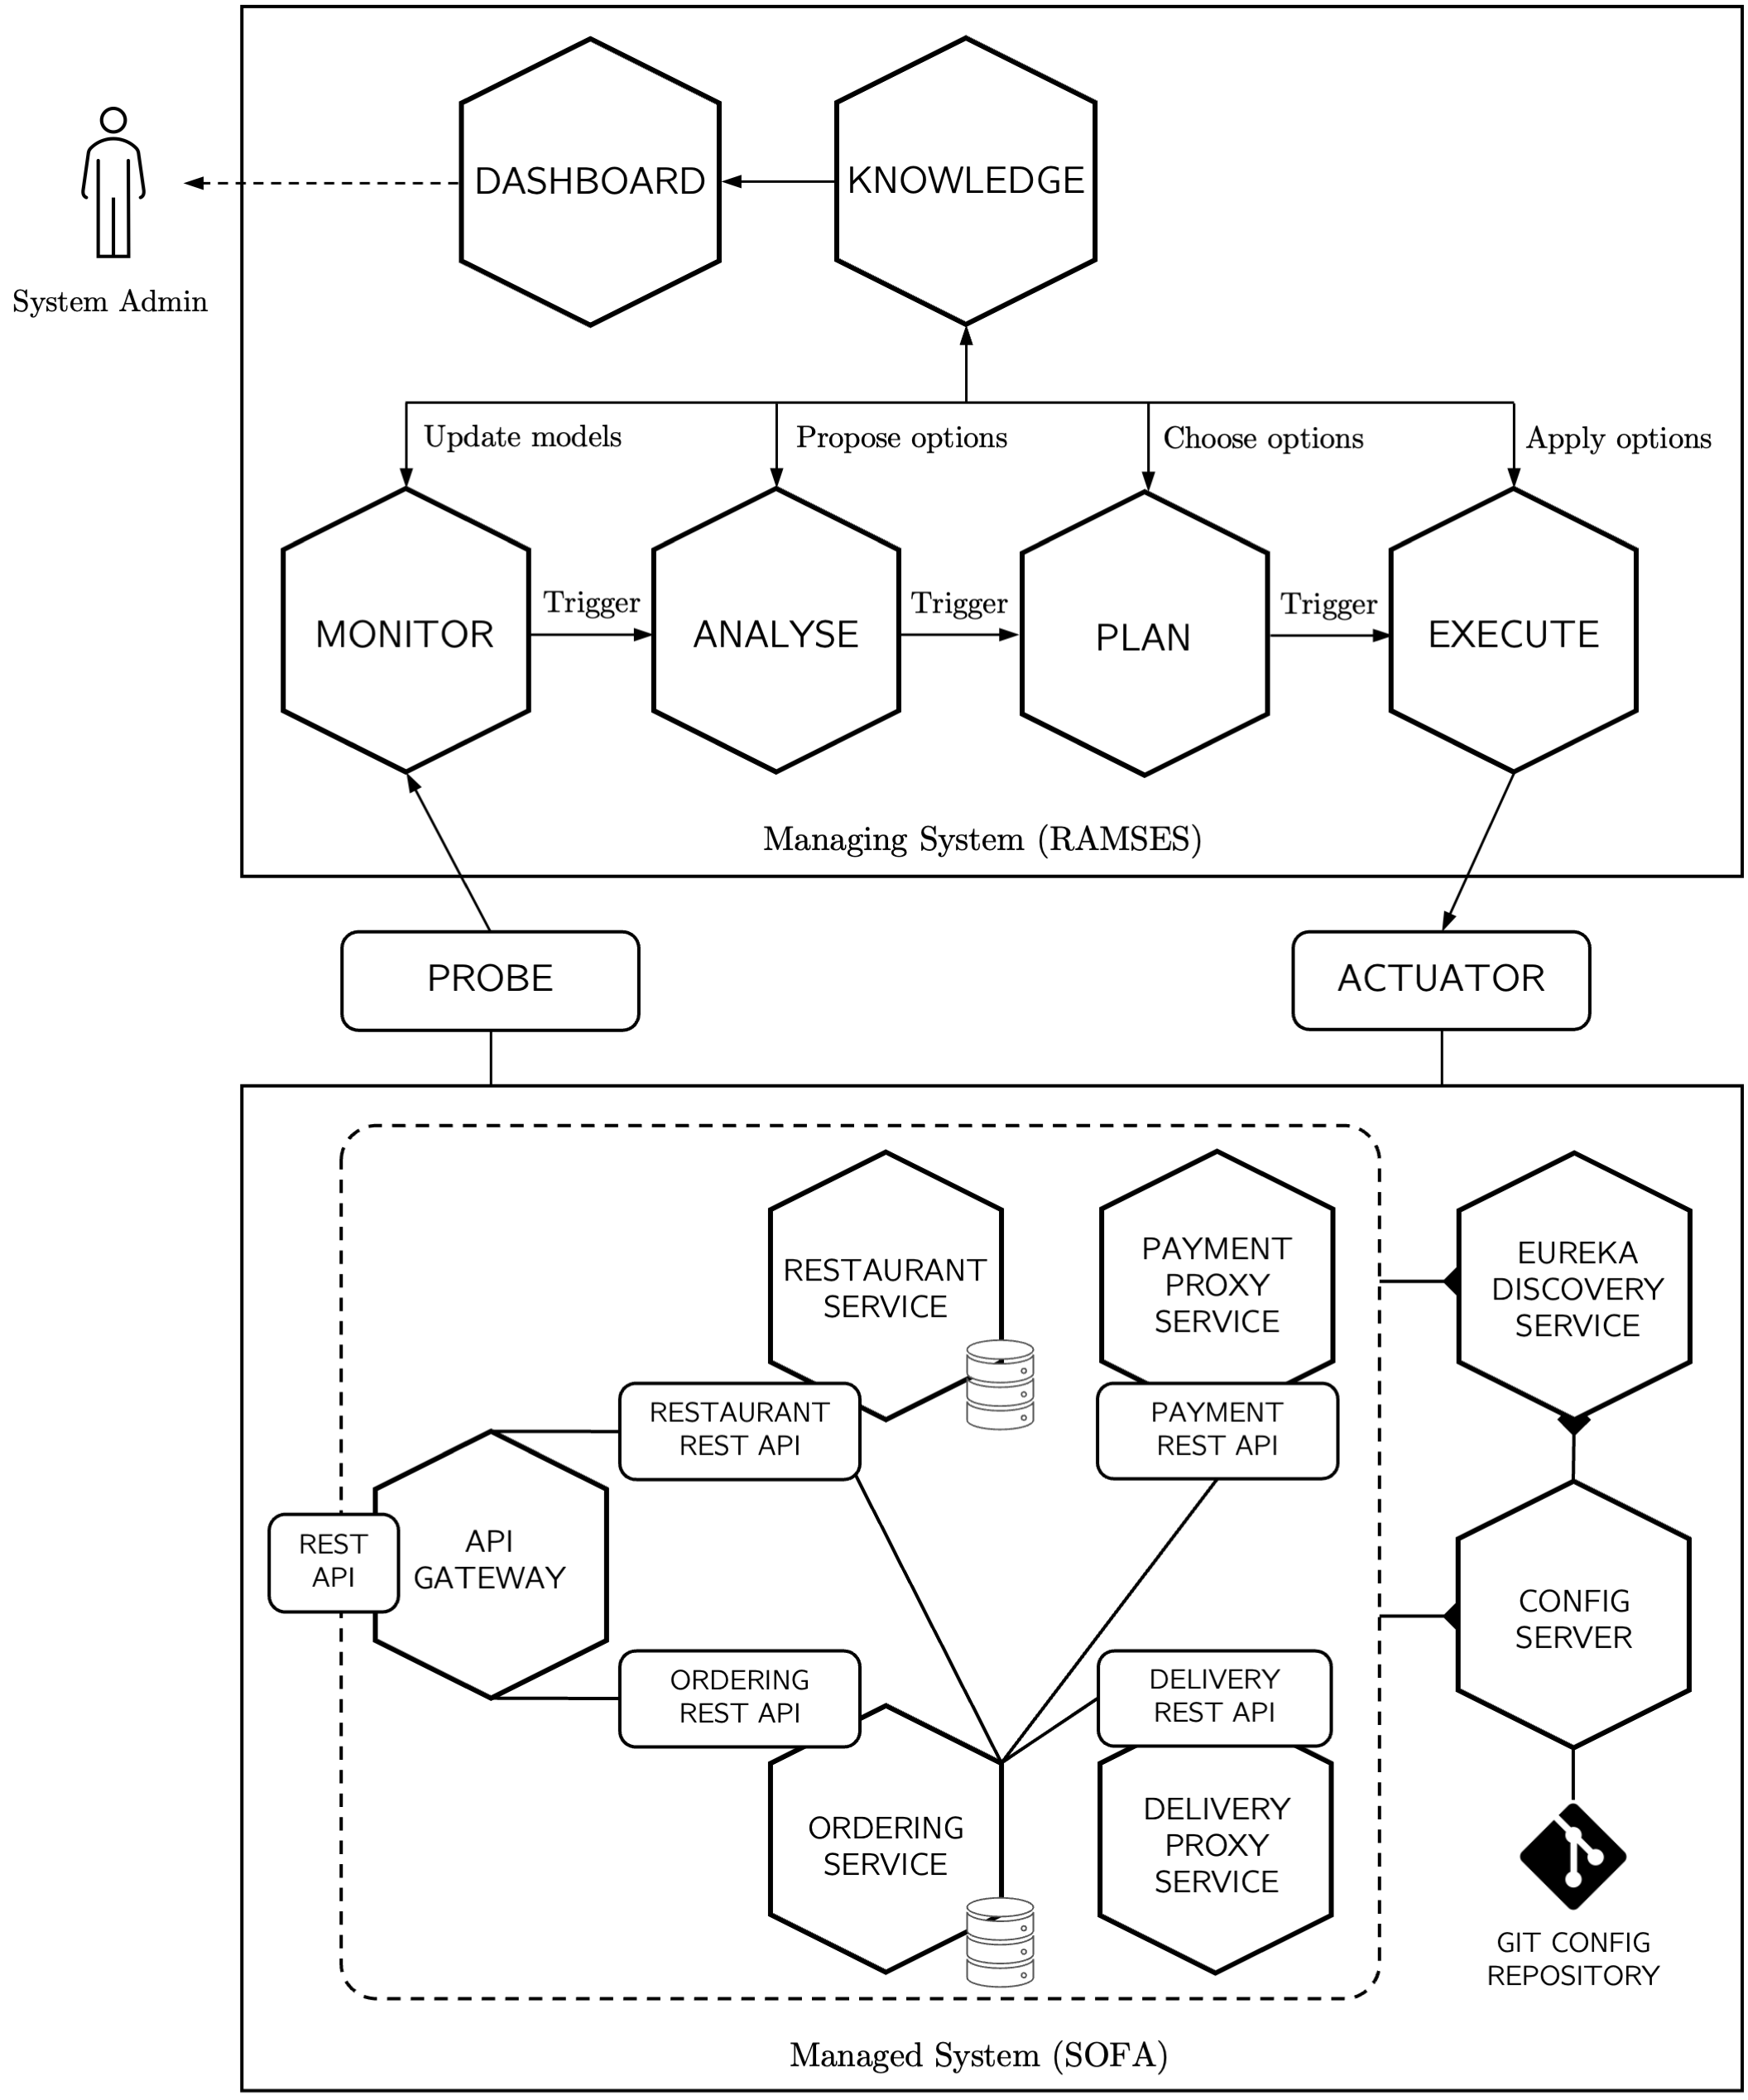 DASHBOARD
KNOWLEDGE
System Admin
Update models
Propose options
Choose options
Apply options
MONITOR
Trigger
ANALYSE
Trigger
PLAN
Trigger
EXECUTE
Managing System (RAMSES)
PROBE
ACTUATOR
RESTAURANT
SERVICE
PAYMENT
PROXY
SERVICE
EUREKA
DISCOVERY
SERVICE
RESTAURANT
REST API
PAYMENT
REST API
REST
API
API
GATEWAY
CONFIG
SERVER
ORDERING
REST API
DELIVERY
REST API
ORDERING
SERVICE
DELIVERY
PROXY
SERVICE
GIT CONFIG
REPOSITORY
Managed System (SOFA)